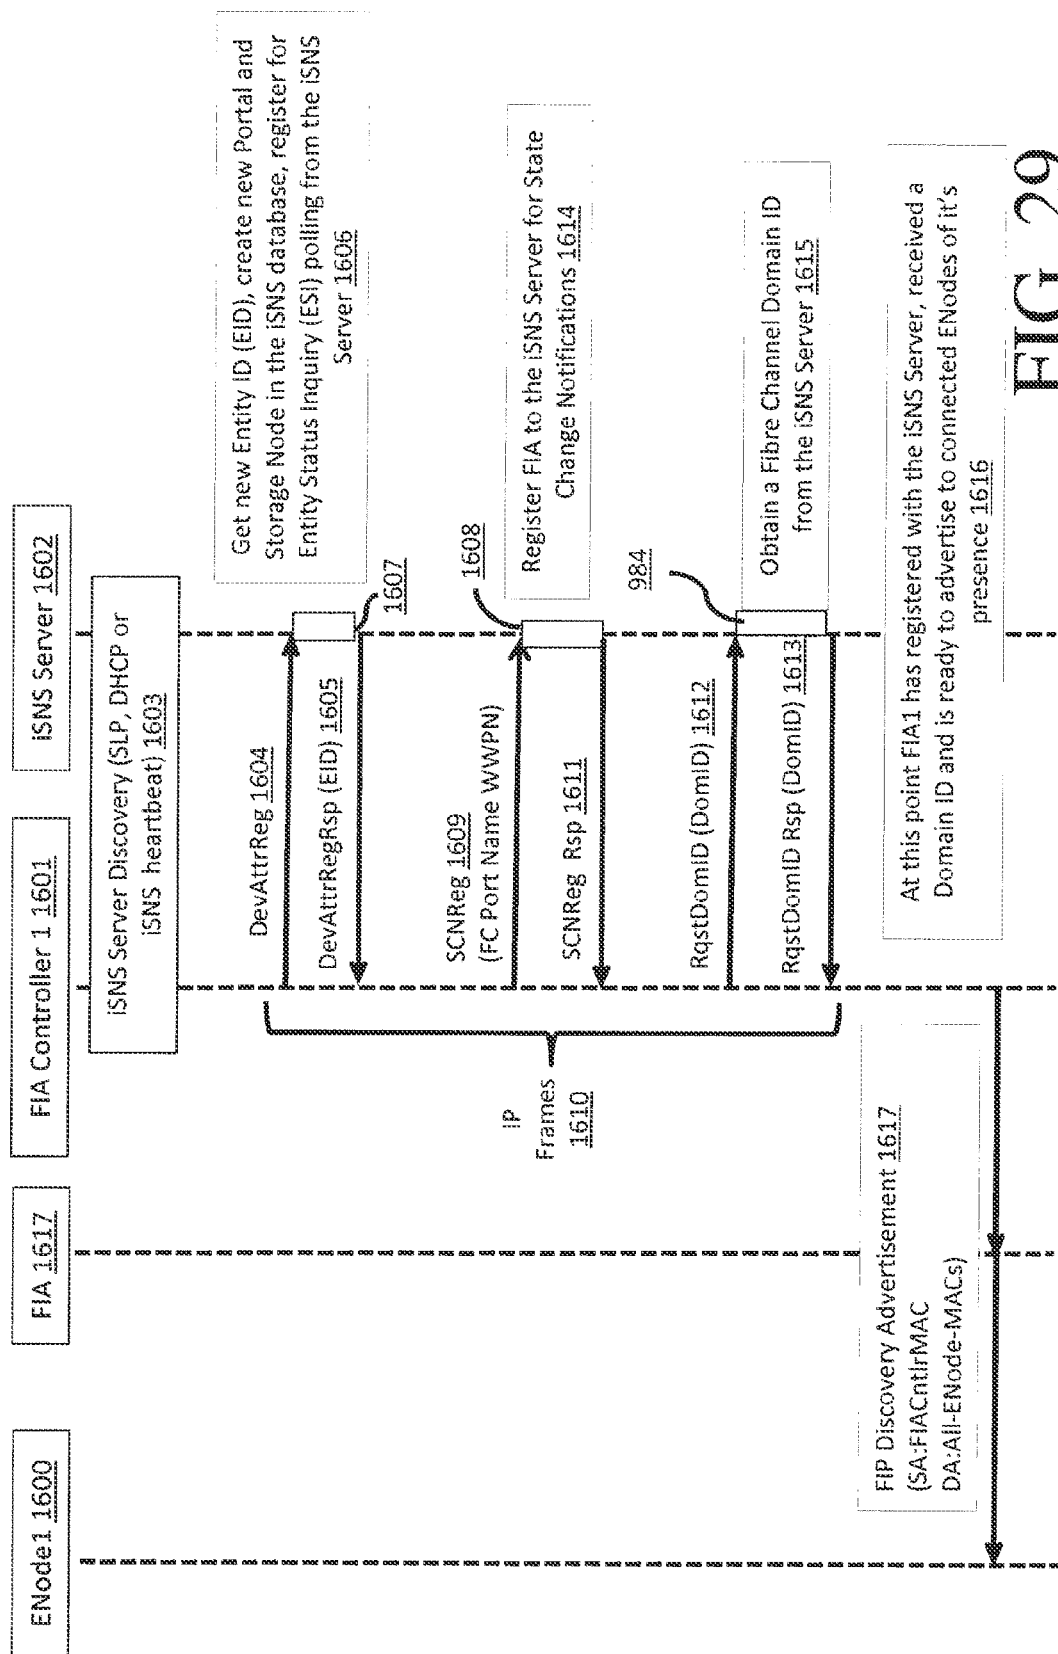 ENode1 1600
FIA 1617
FIA Controller 1 1601
iSNS Server 1602
iSNS Server Discovery (SLP, DHCP or
iSNS heartbeat) 1603
DevAttrReg 1604
DevAttrRegRsp (EID) 1605
1607
Get new Entity ID (EID), create new Portal and
Storage Node in the iSNS database, register for
Entity Status Inquiry (ESI) polling from the iSNS
Server 1606
IP
Frames
1610
SCNReg 1609
(FC Port Name WWPN)
SCNReg Rsp 1611
1608
Register FIA to the iSNS Server for State
Change Notifications 1614
RqstDomID (DomID) 1612
RqstDomID Rsp (DomID) 1613
984
Obtain a Fibre Channel Domain ID
from the iSNS Server 1615
FIP Discovery Advertisement 1617
(SA:FIACntlrMAC
DA:All-ENode-MACs)
At this point FIA1 has registered with the iSNS Server, received a
Domain ID and is ready to advertise to connected ENodes of it's
presence 1616
FIG 29